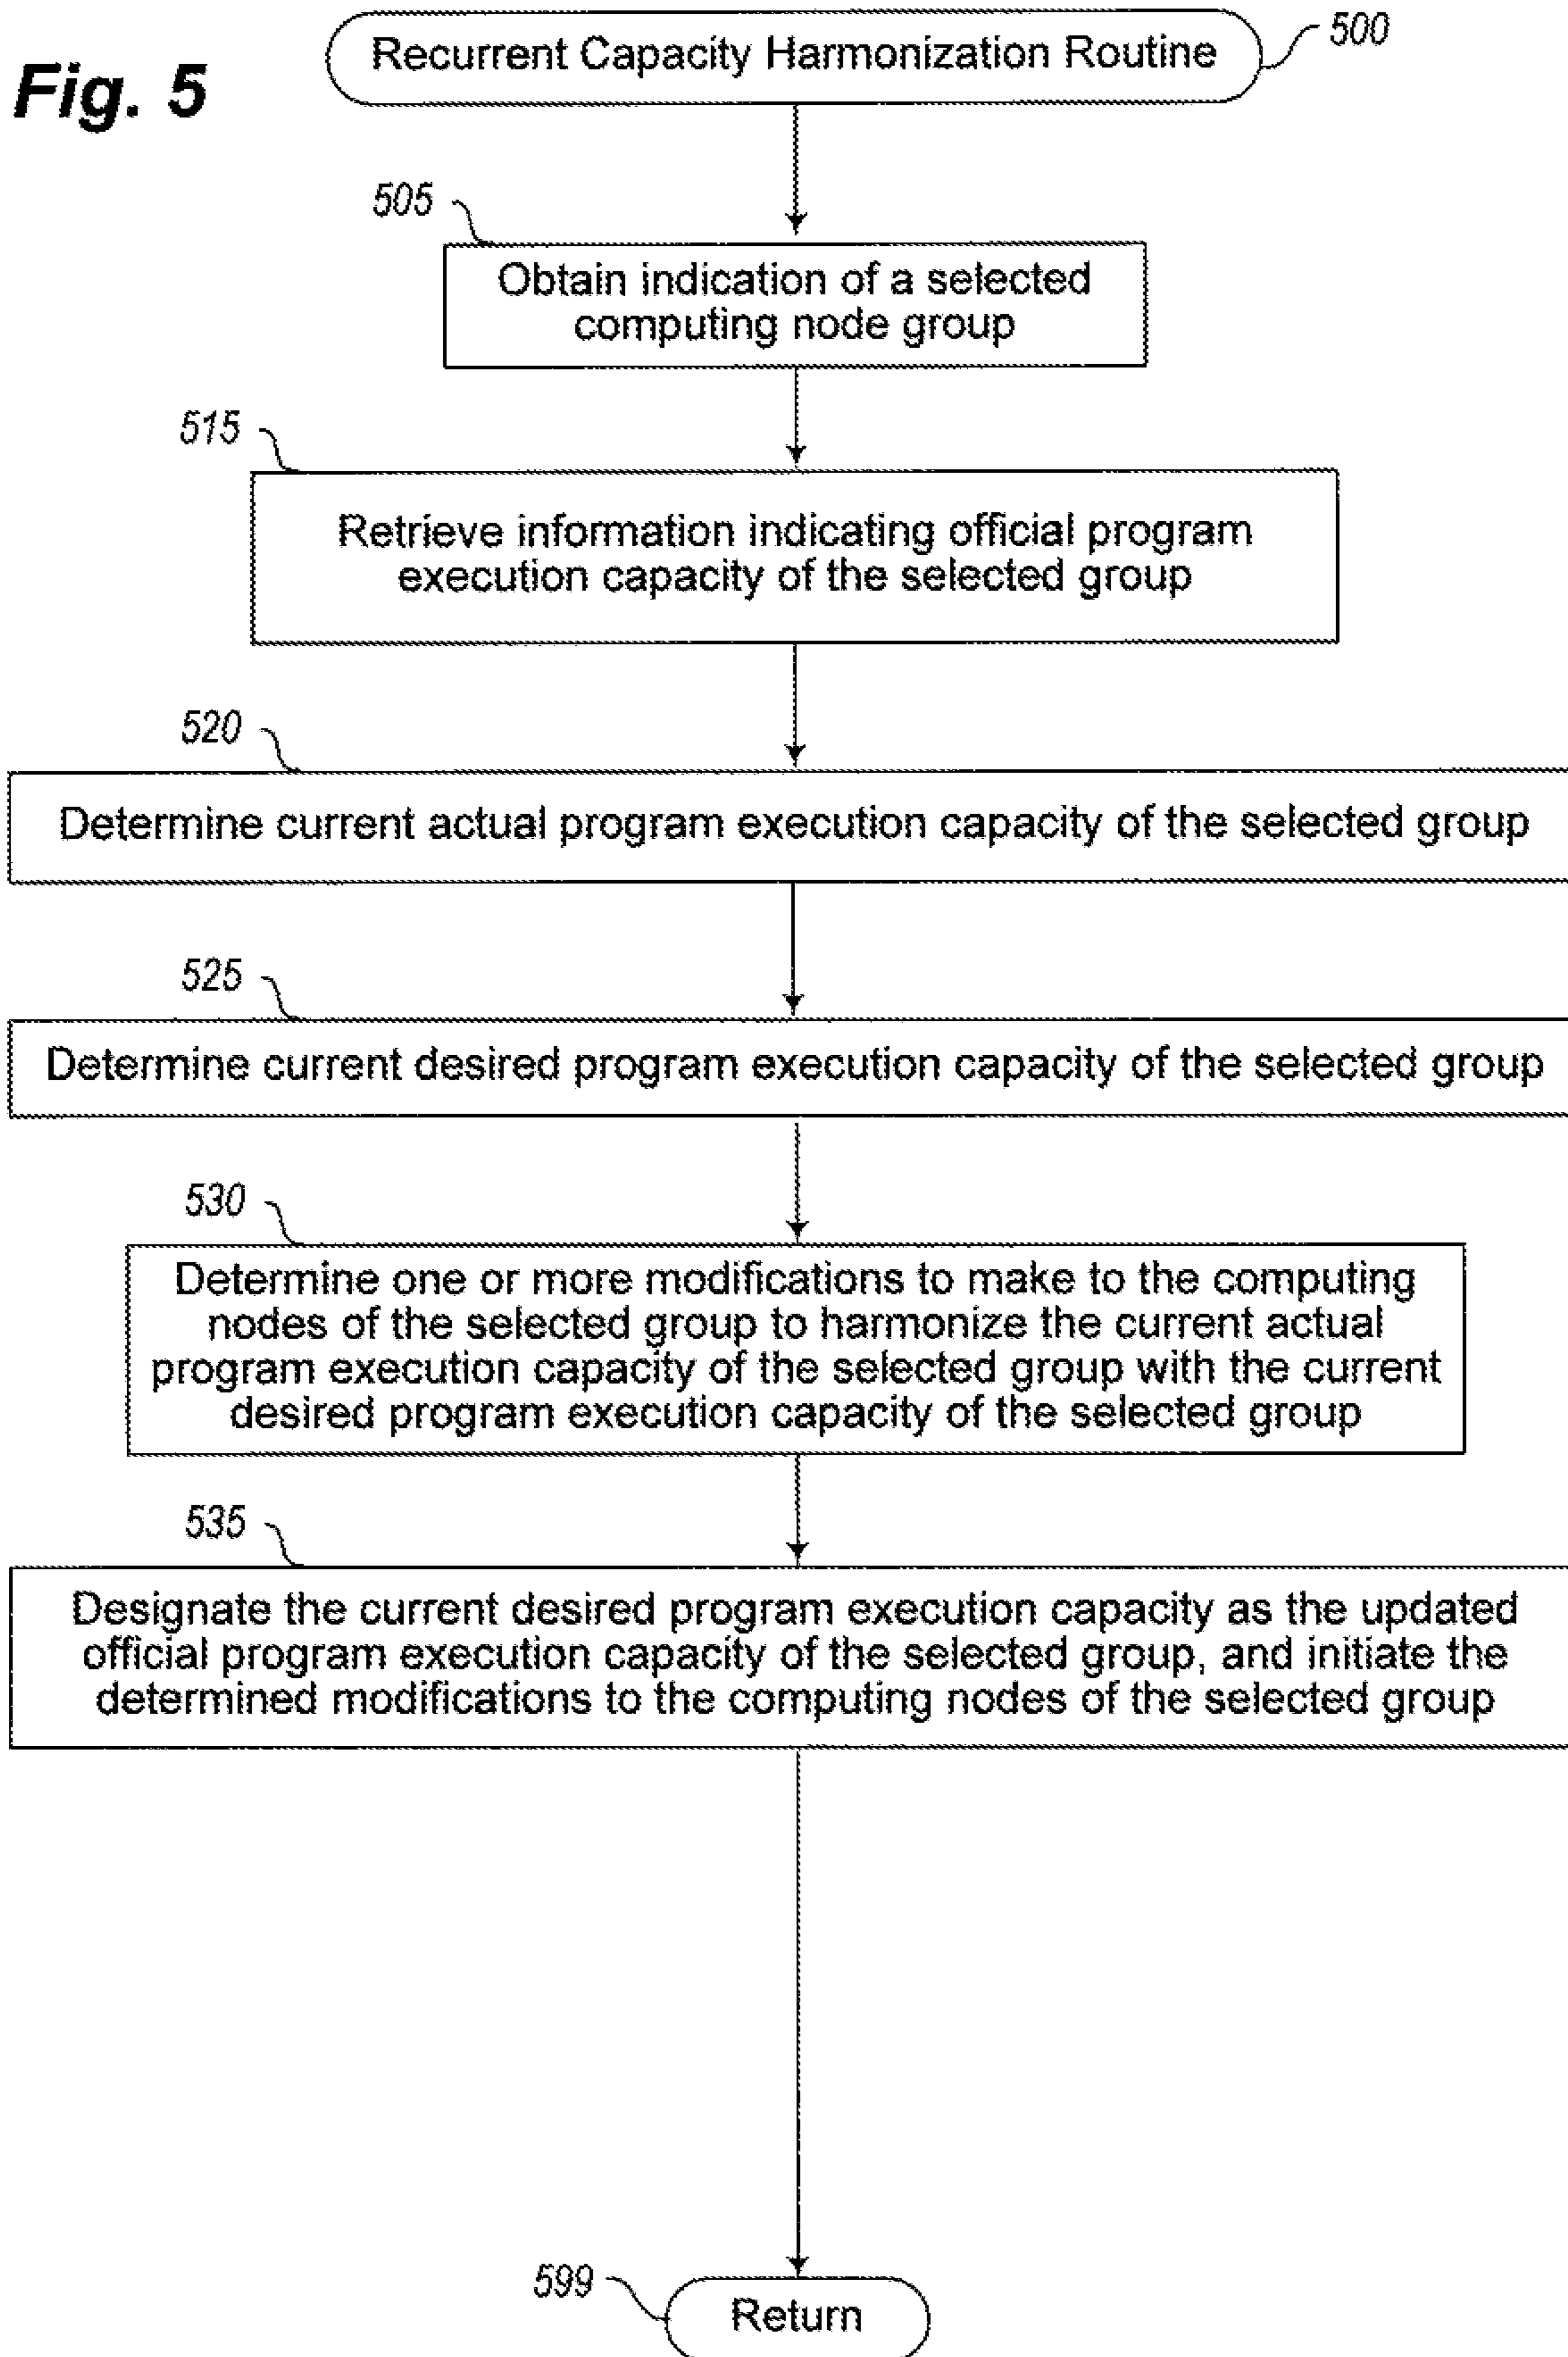 Fig. 5
Recurrent Capacity Harmonization Routine
500
505
Obtain indication of a selected
computing node group
515
Retrieve information indicating official program
execution capacity of the selected group
520
Determine current actual program execution capacity of the selected group
525
Determine current desired program execution capacity of the selected group
530
Determine one or more modifications to make to the computing
nodes of the selected group to harmonize the current actual
program execution capacity of the selected group with the current
desired program execution capacity of the selected group
535
Designate the current desired program execution capacity as the updated
official program execution capacity of the selected group, and initiate the
determined modifications to the computing nodes of the selected group
599
Return